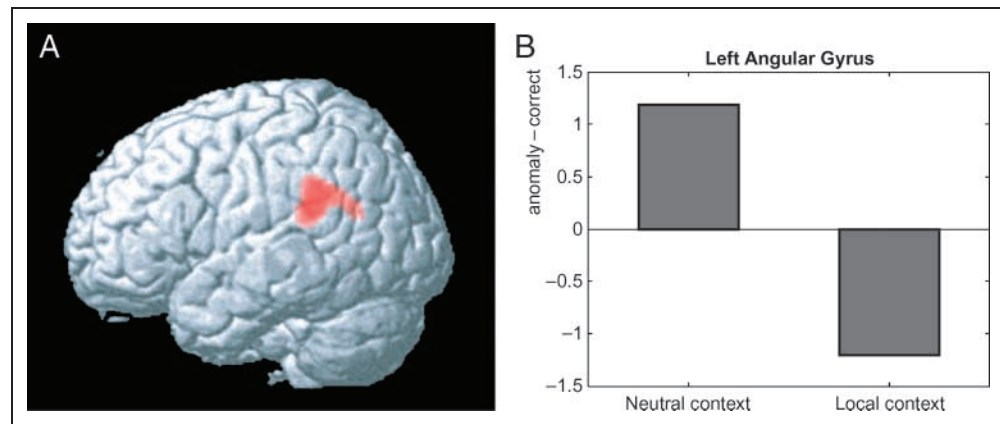 A
B
Left Angular Gyrus
anomaly – correct
1.5
1
0.5
0
–0.5
–1
–1.5
Neutral context
Local context